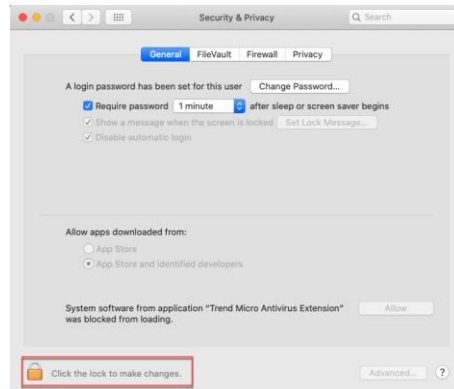 Security & Privacy
Search
General FileVault Firewall Privacy
A login password has been set for this user Change Password...
Require password 1 minute after sleep or screen saver begins
Show a message when the screen is locked Set Lock Message...
Disable automatic login
Allow apps downloaded from:
App Store
App Store and identified developers
System software from application “Trend Micro Antivirus Extension” Allow
was blocked from loading.
Click the lock to make changes. Advanced... ?